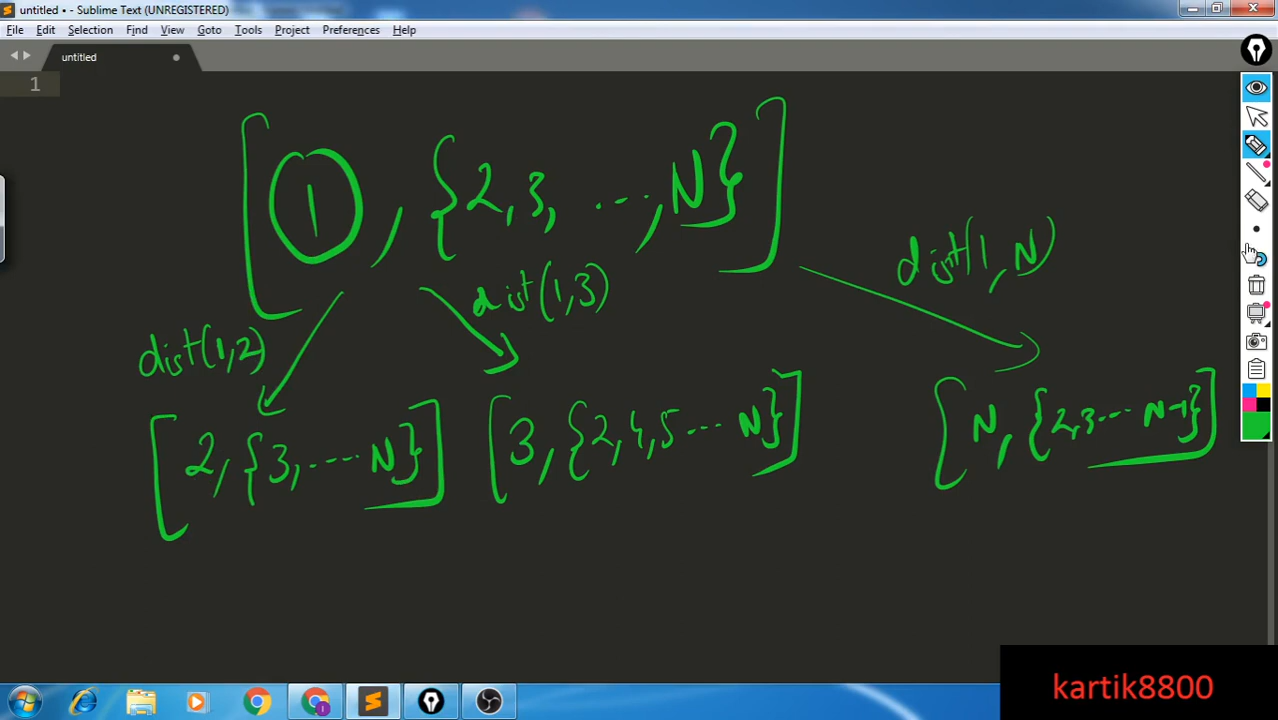 untitled • - Sublime Text (UNREGISTERED)
File Edit Selection Find View Goto Tools Project Preferences Help
untitled
1
[1, {2,3, ...,N}]
dist(1,2)
dist(1,3)
dist(1,N)
[2, {3, .... N}]
[3, {2,4,5 ... N}]
[N, {2,3... N-1}]
kartik8800